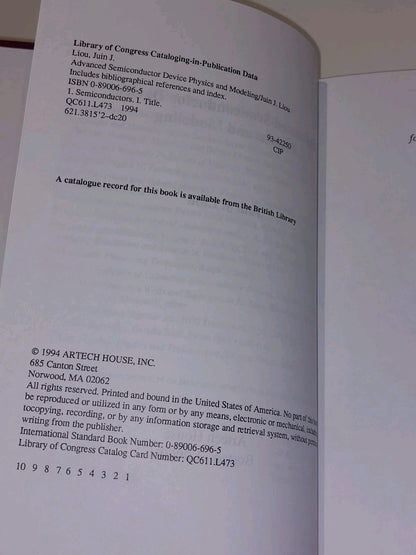 Library of Congress Cataloging-in-Publication Data
Liou, Juin J.
Advanced Semiconductor Device Physics and Modeling/Juin J. Liou
Includes bibliographical references and index.
ISBN 0-89006-696-5
1. Semiconductors. I. Title.
QC611.L473 1994
621.3815'2–dc20
93-42250
CIP
A catalogue record for this book is available from the British Library
© 1994 ARTECH HOUSE, INC.
685 Canton Street
Norwood, MA 02062
All rights reserved. Printed and bound in the United States of America. No part of this
be reproduced or utilized in any form or by any means, electronic or mechanical,
tocopying, recording, or by any information storage and retrieval system, without
writing from the publisher.
International Standard Book Number: 0-89006-696-5
Library of Congress Catalog Card Number: QC611.L473
10 9 8 7 6 5 4 3 2 1